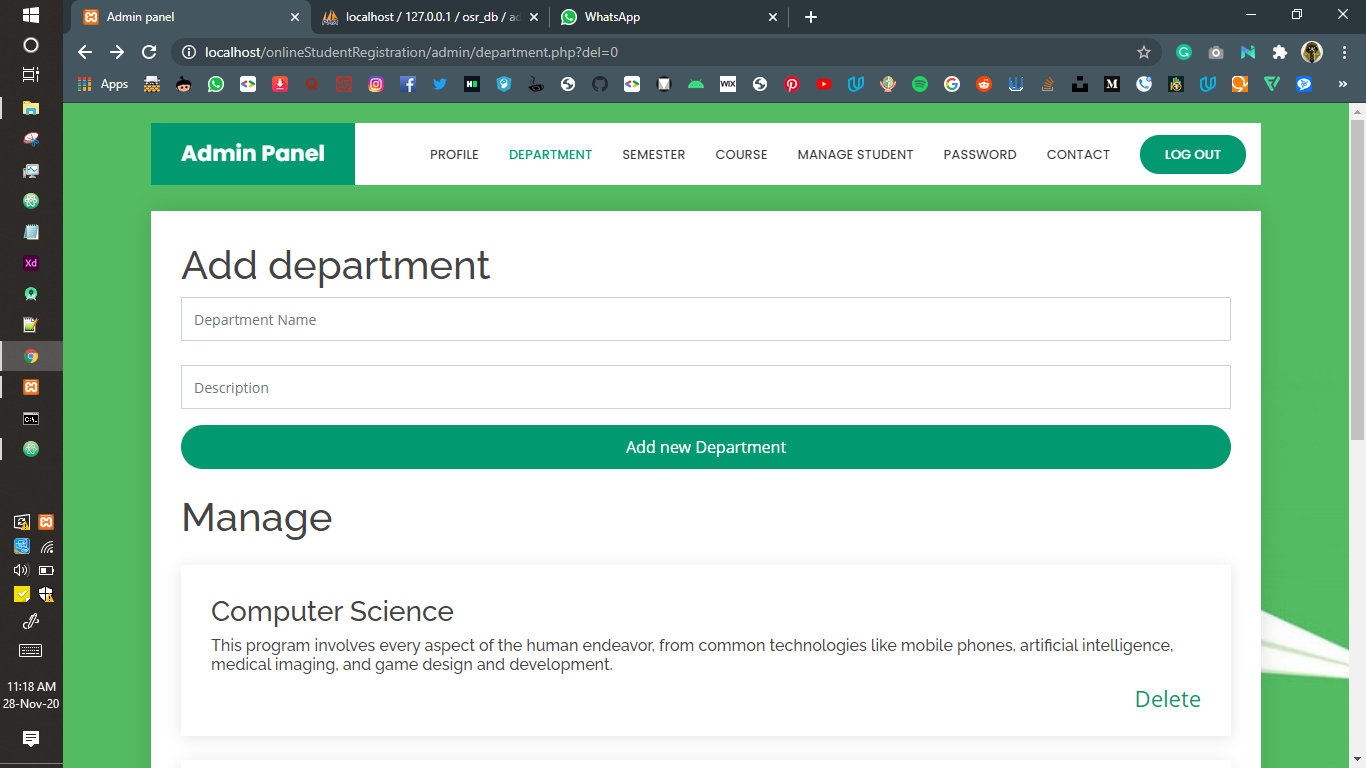 Admin panel
localhost / 127.0.0.1 / osr_db / ad
WhatsApp
localhost/onlineStudentRegistration/admin/department.php?del=0
Apps
WIX
M
Xd
Admin Panel
PROFILE
DEPARTMENT
SEMESTER
COURSE
MANAGE STUDENT
PASSWORD
CONTACT
LOG OUT
Add department
Department Name
Description
Add new Department
Manage
Computer Science
This program involves every aspect of the human endeavor, from common technologies like mobile phones, artificial intelligence,
medical imaging, and game design and development.
Delete
11:18 AM
28-Nov-20